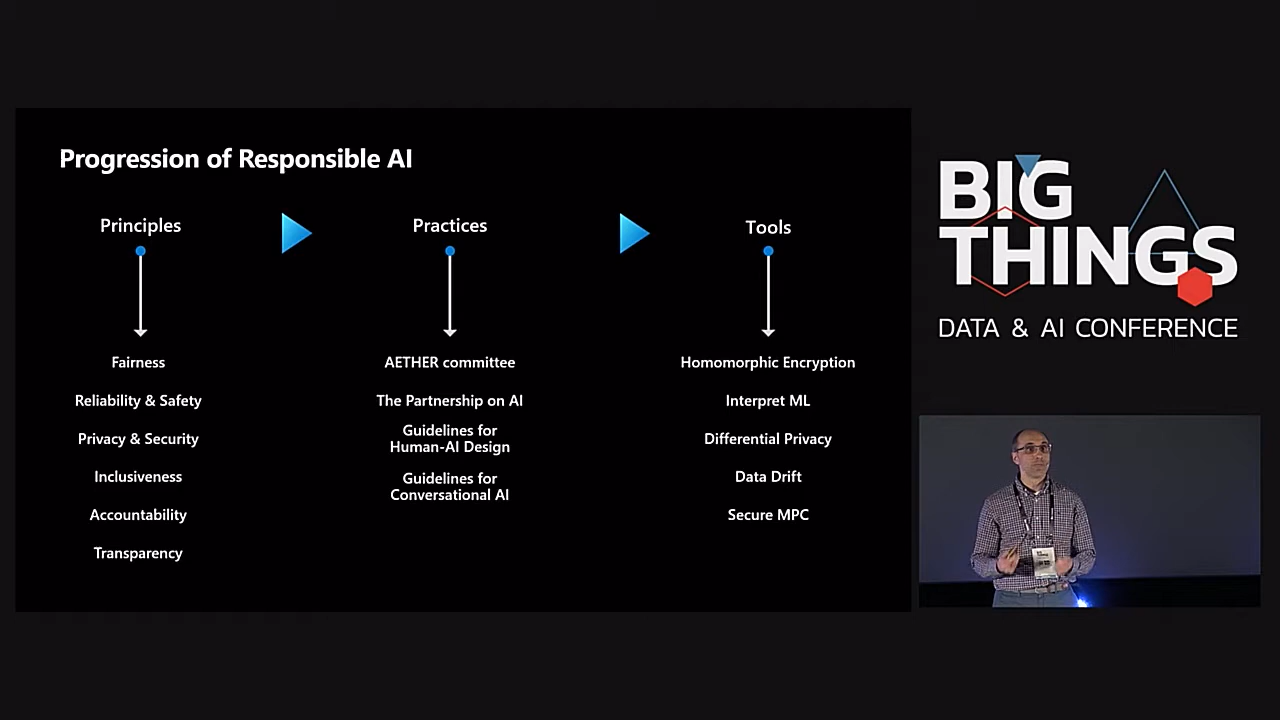 Progression of Responsible AI
Principles
Practices
Tools
Fairness
Reliability & Safety
Privacy & Security
Inclusiveness
Accountability
Transparency
AETHER committee
The Partnership on AI
Guidelines for
Human-AI Design
Guidelines for
Conversational AI
Homomorphic Encryption
Interpret ML
Differential Privacy
Data Drift
Secure MPC
BIG
THINGS
DATA & AI CONFERENCE